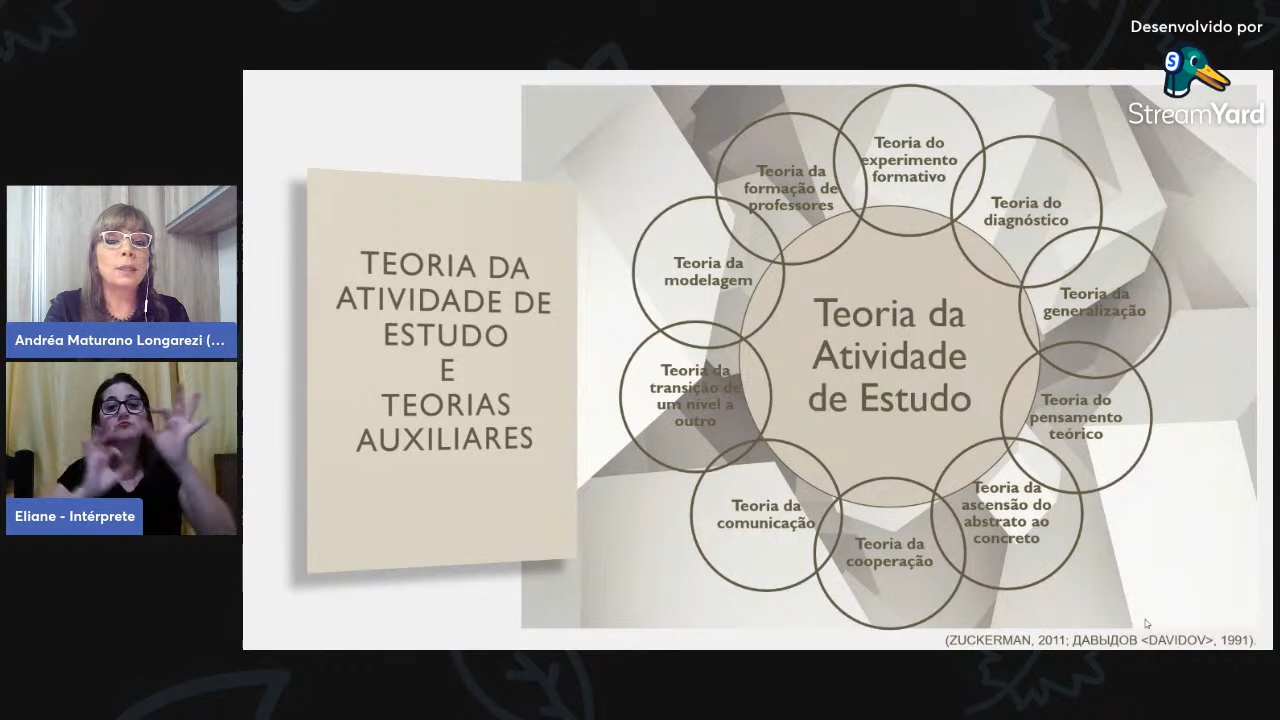 Desenvolvido por
StreamYard
TEORIA DA
ATIVIDADE DE
ESTUDO
E
TEORIAS
AUXILIARES
Teoria da
Atividade
de Estudo
Teoria do
experimento
formativo
Teoria do
diagnóstico
Teoria da
generalização
Teoria do
pensamento
teórico
Teoria da
ascensão do
abstrato ao
concreto
Teoria da
cooperação
Teoria da
comunicação
Teoria da
transição de
um nível a
outro
Teoria da
modelagem
Teoria da
formação de
professores
(ZUCKERMAN, 2011; ДАВЫДОВ <DAVIDOV>, 1991).
Andréa Maturano Longarezi (...
Eliane - Intérprete